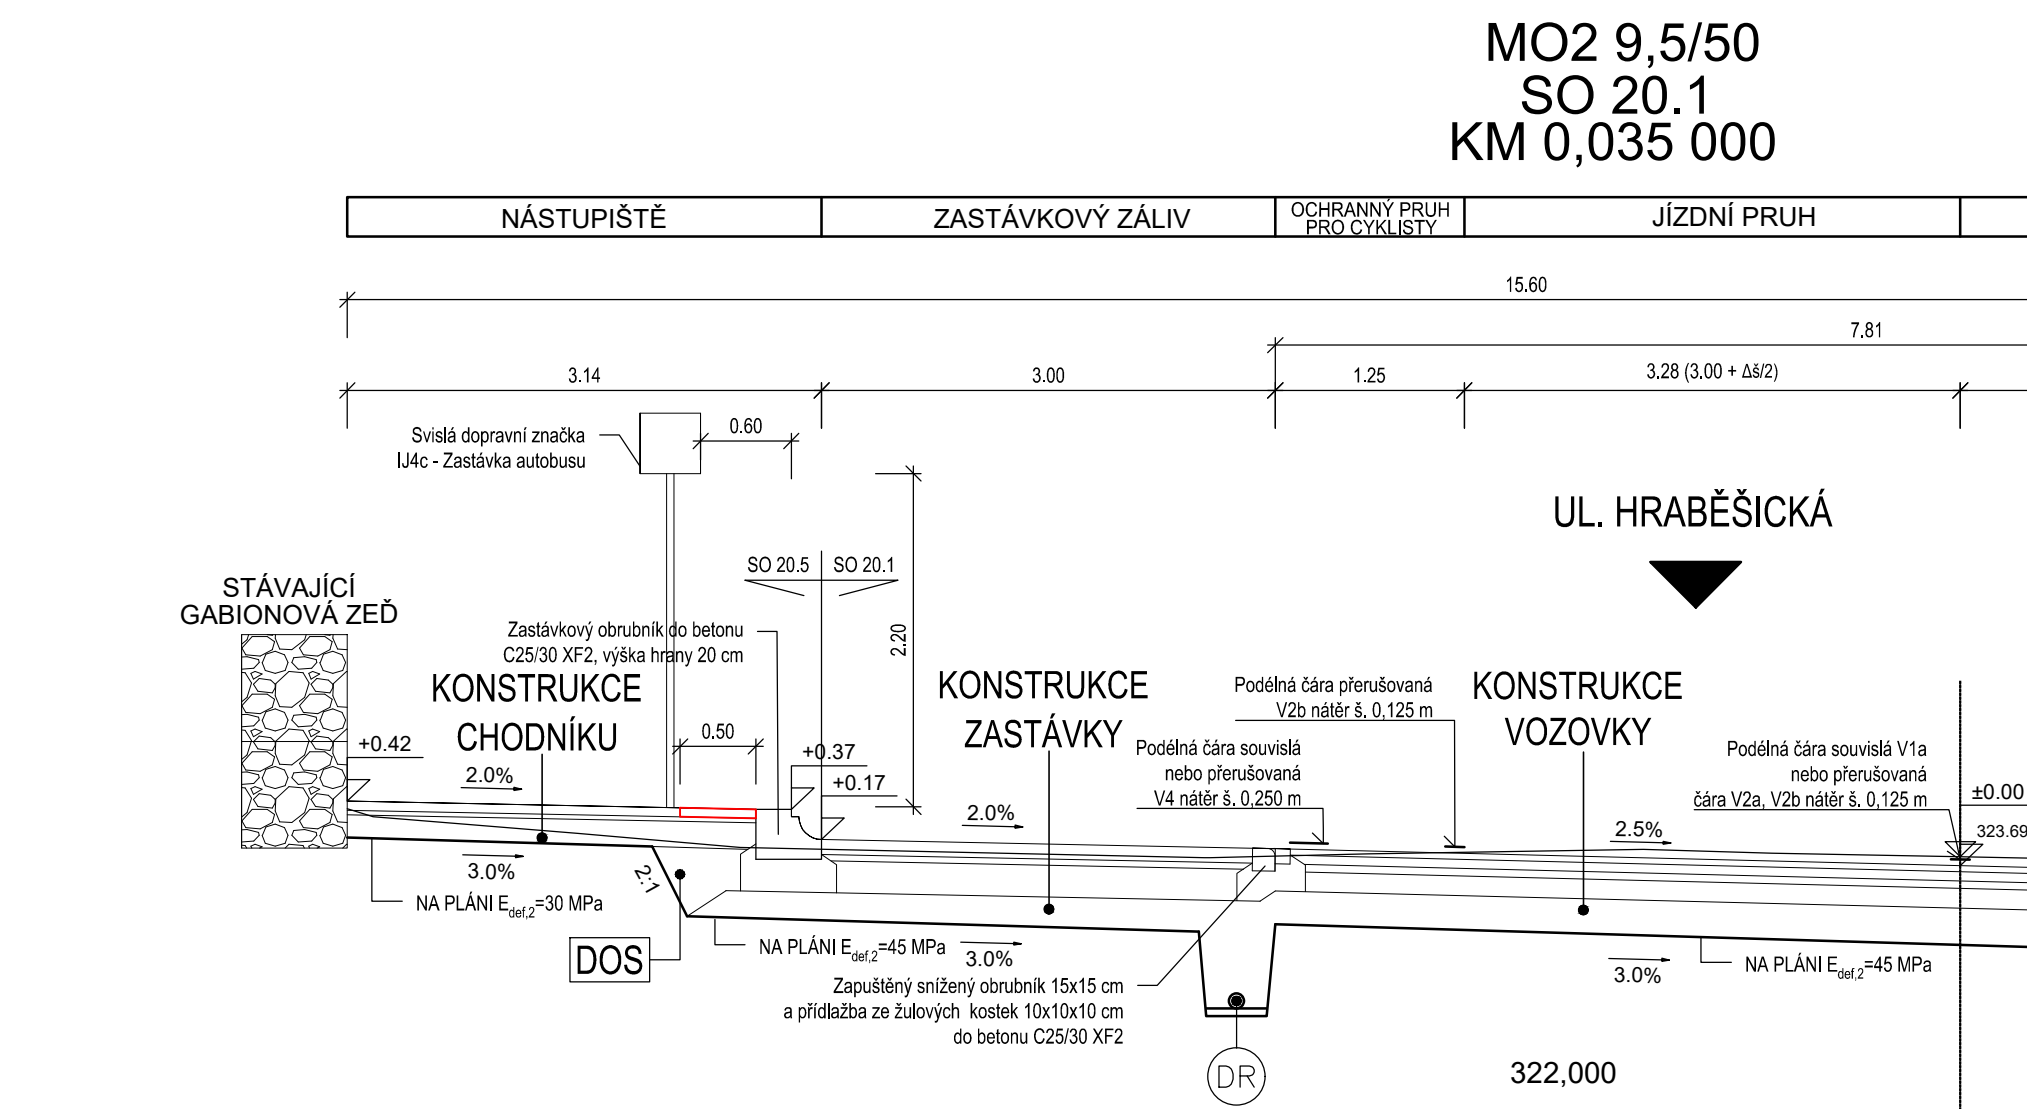 MO2 9,5/50
SO 20.1
KM 0,035 000
NÁSTUPIŠTĚ
ZASTÁVKOVÝ ZÁLIV
OCHRANNÝ PRUH
PRO CYKLISTY
JÍZDNÍ PRUH
15.60
7.81
3.14
3.00
1.25
3.28 (3.00 + Δš/2)
Svislá dopravní značka
IJ4c - Zastávka autobusu
0.60
UL. HRABĚŠICKÁ
SO 20.5
SO 20.1
2.20
STÁVAJÍCÍ
GABIONOVÁ ZEĎ
Zastávkový obrubník do betonu
C25/30 XF2, výška hrany 20 cm
KONSTRUKCE
CHODNÍKU
KONSTRUKCE
ZASTÁVKY
Podélná čára přerušovaná
V2b nátěr š. 0,125 m
KONSTRUKCE
VOZOVKY
Podélná čára souvislá
nebo přerušovaná
V4 nátěr š. 0,250 m
Podélná čára souvislá V1a
nebo přerušovaná
čára V2a, V2b nátěr š. 0,125 m
+0.42
0.50
+0.37
+0.17
±0.00
323.69
2.0%
2.0%
2.5%
3.0%
2:1
NA PLÁNI Edef,2=30 MPa
DOS
NA PLÁNI Edef,2=45 MPa
3.0%
3.0%
NA PLÁNI Edef,2=45 MPa
Zapuštěný snížený obrubník 15x15 cm
a přídlažba ze žulových kostek 10x10x10 cm
do betonu C25/30 XF2
DR
322,000